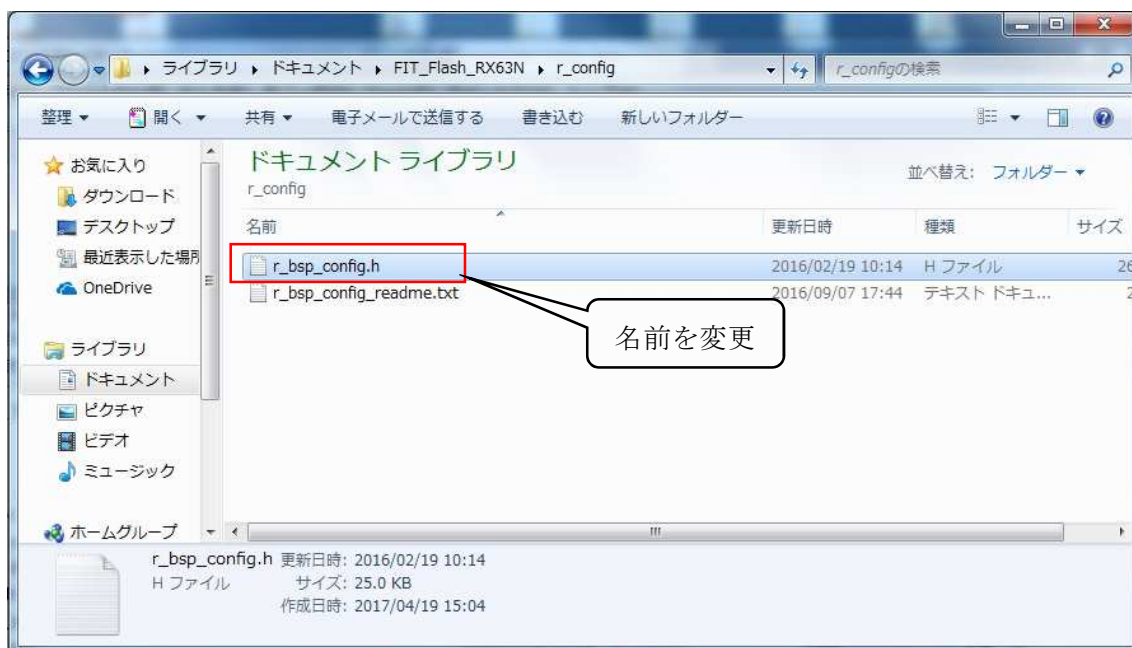 ライブラリ ドキュメント FIT_Flash_RX63N r_config r_configの検索
整理 開く 共有 電子メールで送信する 書き込む 新しいフォルダー
お気に入り
ダウンロード
デスクトップ
最近表示した場所
OneDrive
ライブラリ
ドキュメント
ピクチャ
ビデオ
ミュージック
ホームグループ
ドキュメント ライブラリ
r_config
並べ替え: フォルダー
名前 更新日時 種類 サイズ
r_bsp_config.h 2016/02/19 10:14 H ファイル 26
r_bsp_config_readme.txt 2016/09/07 17:44 テキスト ドキュ... 2
名前を変更
r_bsp_config.h 更新日時: 2016/02/19 10:14
H ファイル サイズ: 25.0 KB
作成日時: 2017/04/19 15:04